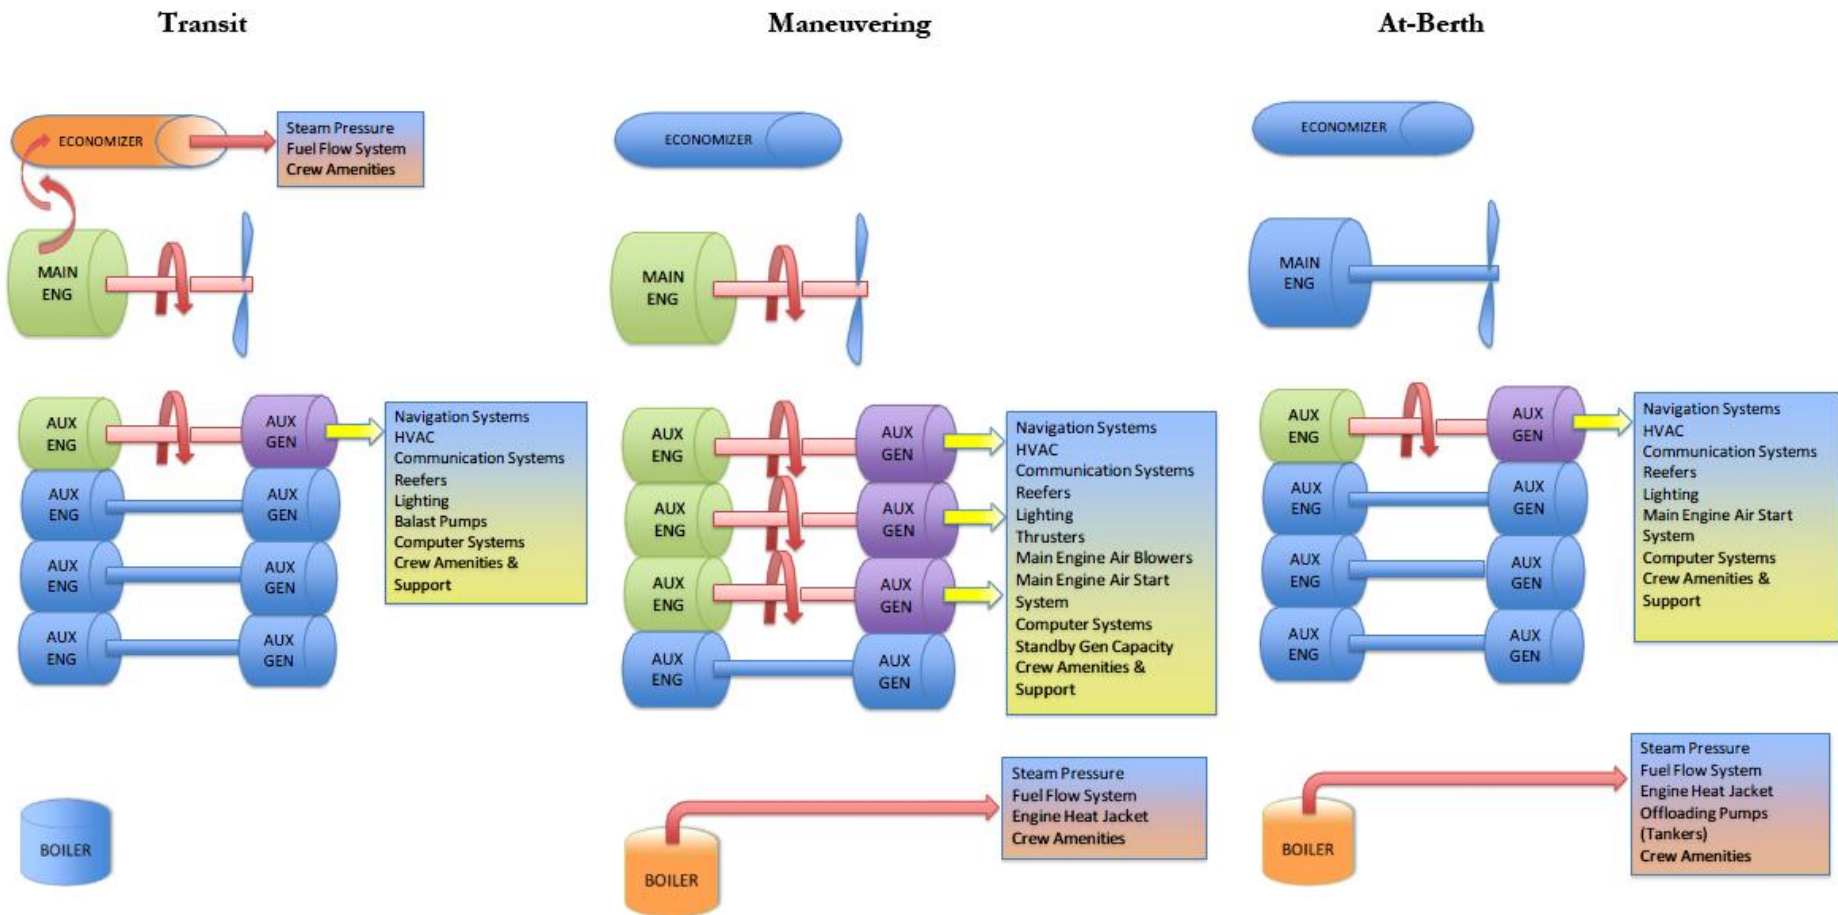 Transit
ECONOMIZER
Steam Pressure
Fuel Flow System
Crew Amenities
MAIN
ENG
AUX
ENG
AUX
GEN
Navigation Systems
HVAC
Communication Systems
Reefers
Lighting
Balast Pumps
Computer Systems
Crew Amenities &
Support
AUX
ENG
AUX
GEN
AUX
ENG
AUX
GEN
AUX
ENG
AUX
GEN
BOILER
Maneuvering
ECONOMIZER
MAIN
ENG
AUX
ENG
AUX
GEN
AUX
ENG
AUX
GEN
AUX
ENG
AUX
GEN
AUX
ENG
AUX
GEN
Navigation Systems
HVAC
Communication Systems
Reefers
Lighting
Thrusters
Main Engine Air Blowers
Main Engine Air Start
System
Computer Systems
Standby Gen Capacity
Crew Amenities &
Support
BOILER
Steam Pressure
Fuel Flow System
Engine Heat Jacket
Crew Amenities
At-Berth
ECONOMIZER
MAIN
ENG
AUX
ENG
AUX
GEN
Navigation Systems
HVAC
Communication Systems
Reefers
Lighting
Main Engine Air Start
System
Computer Systems
Crew Amenities &
Support
AUX
ENG
AUX
GEN
AUX
ENG
AUX
GEN
AUX
ENG
AUX
GEN
BOILER
Steam Pressure
Fuel Flow System
Engine Heat Jacket
Offloading Pumps
(Tankers)
Crew Amenities